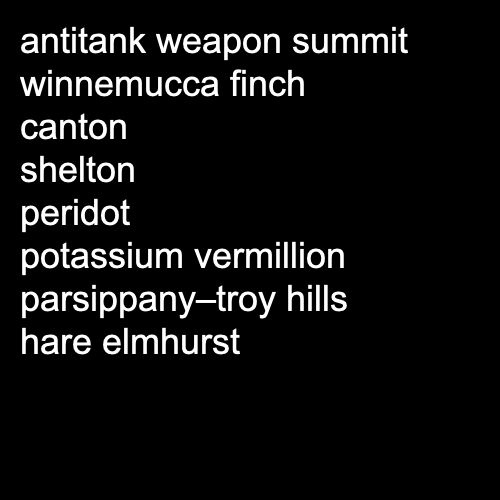 antitank weapon summit
winnemucca finch
canton
shelton
peridot
potassium vermillion
parsippany–troy hills
hare elmhurst